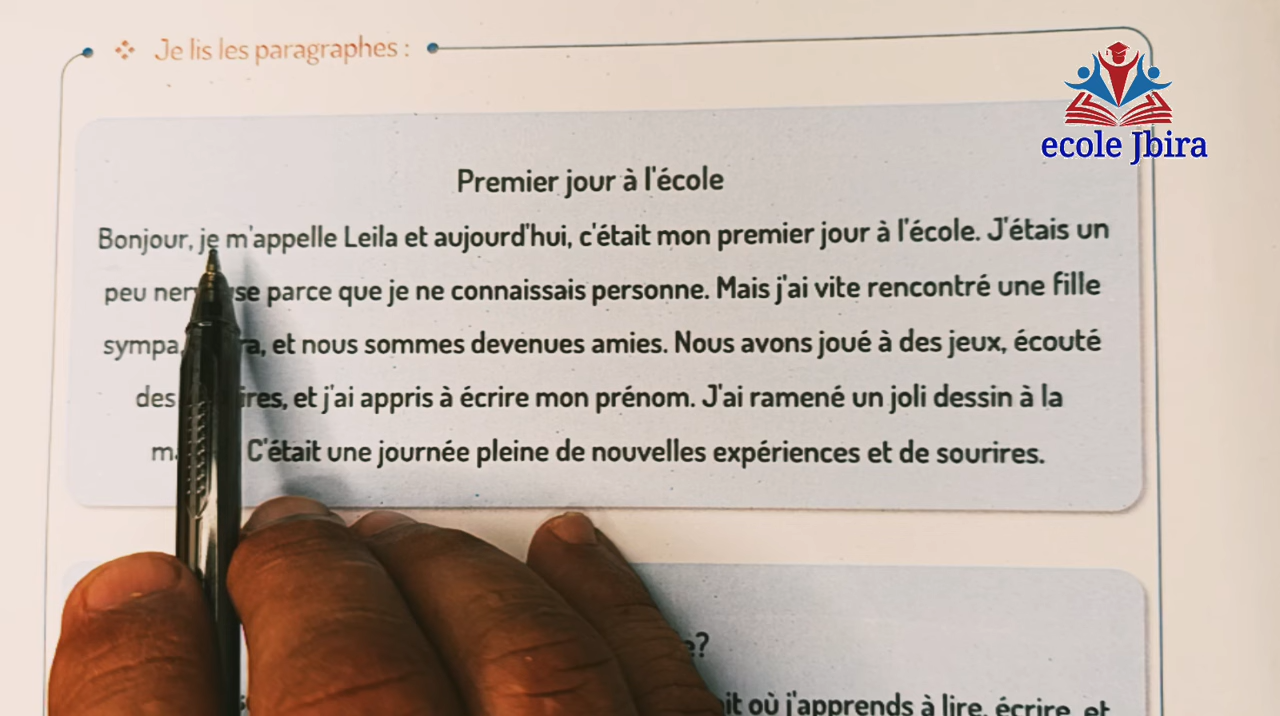 Je lis les paragraphes :
ecole Jbira
Premier jour à l'école
Bonjour, je m'appelle Leila et aujourd'hui, c'était mon premier jour à l'école. J'étais un
peu parce que je ne connaissais personne. Mais j'ai vite rencontré une fille
sympa, et nous sommes devenues amies. Nous avons joué à des jeux, écouté
des et j'ai appris à écrire mon prénom. J'ai ramené un joli dessin à la
C'était une journée pleine de nouvelles expériences et de sourires.
où j'apprends à lire, écrire, et